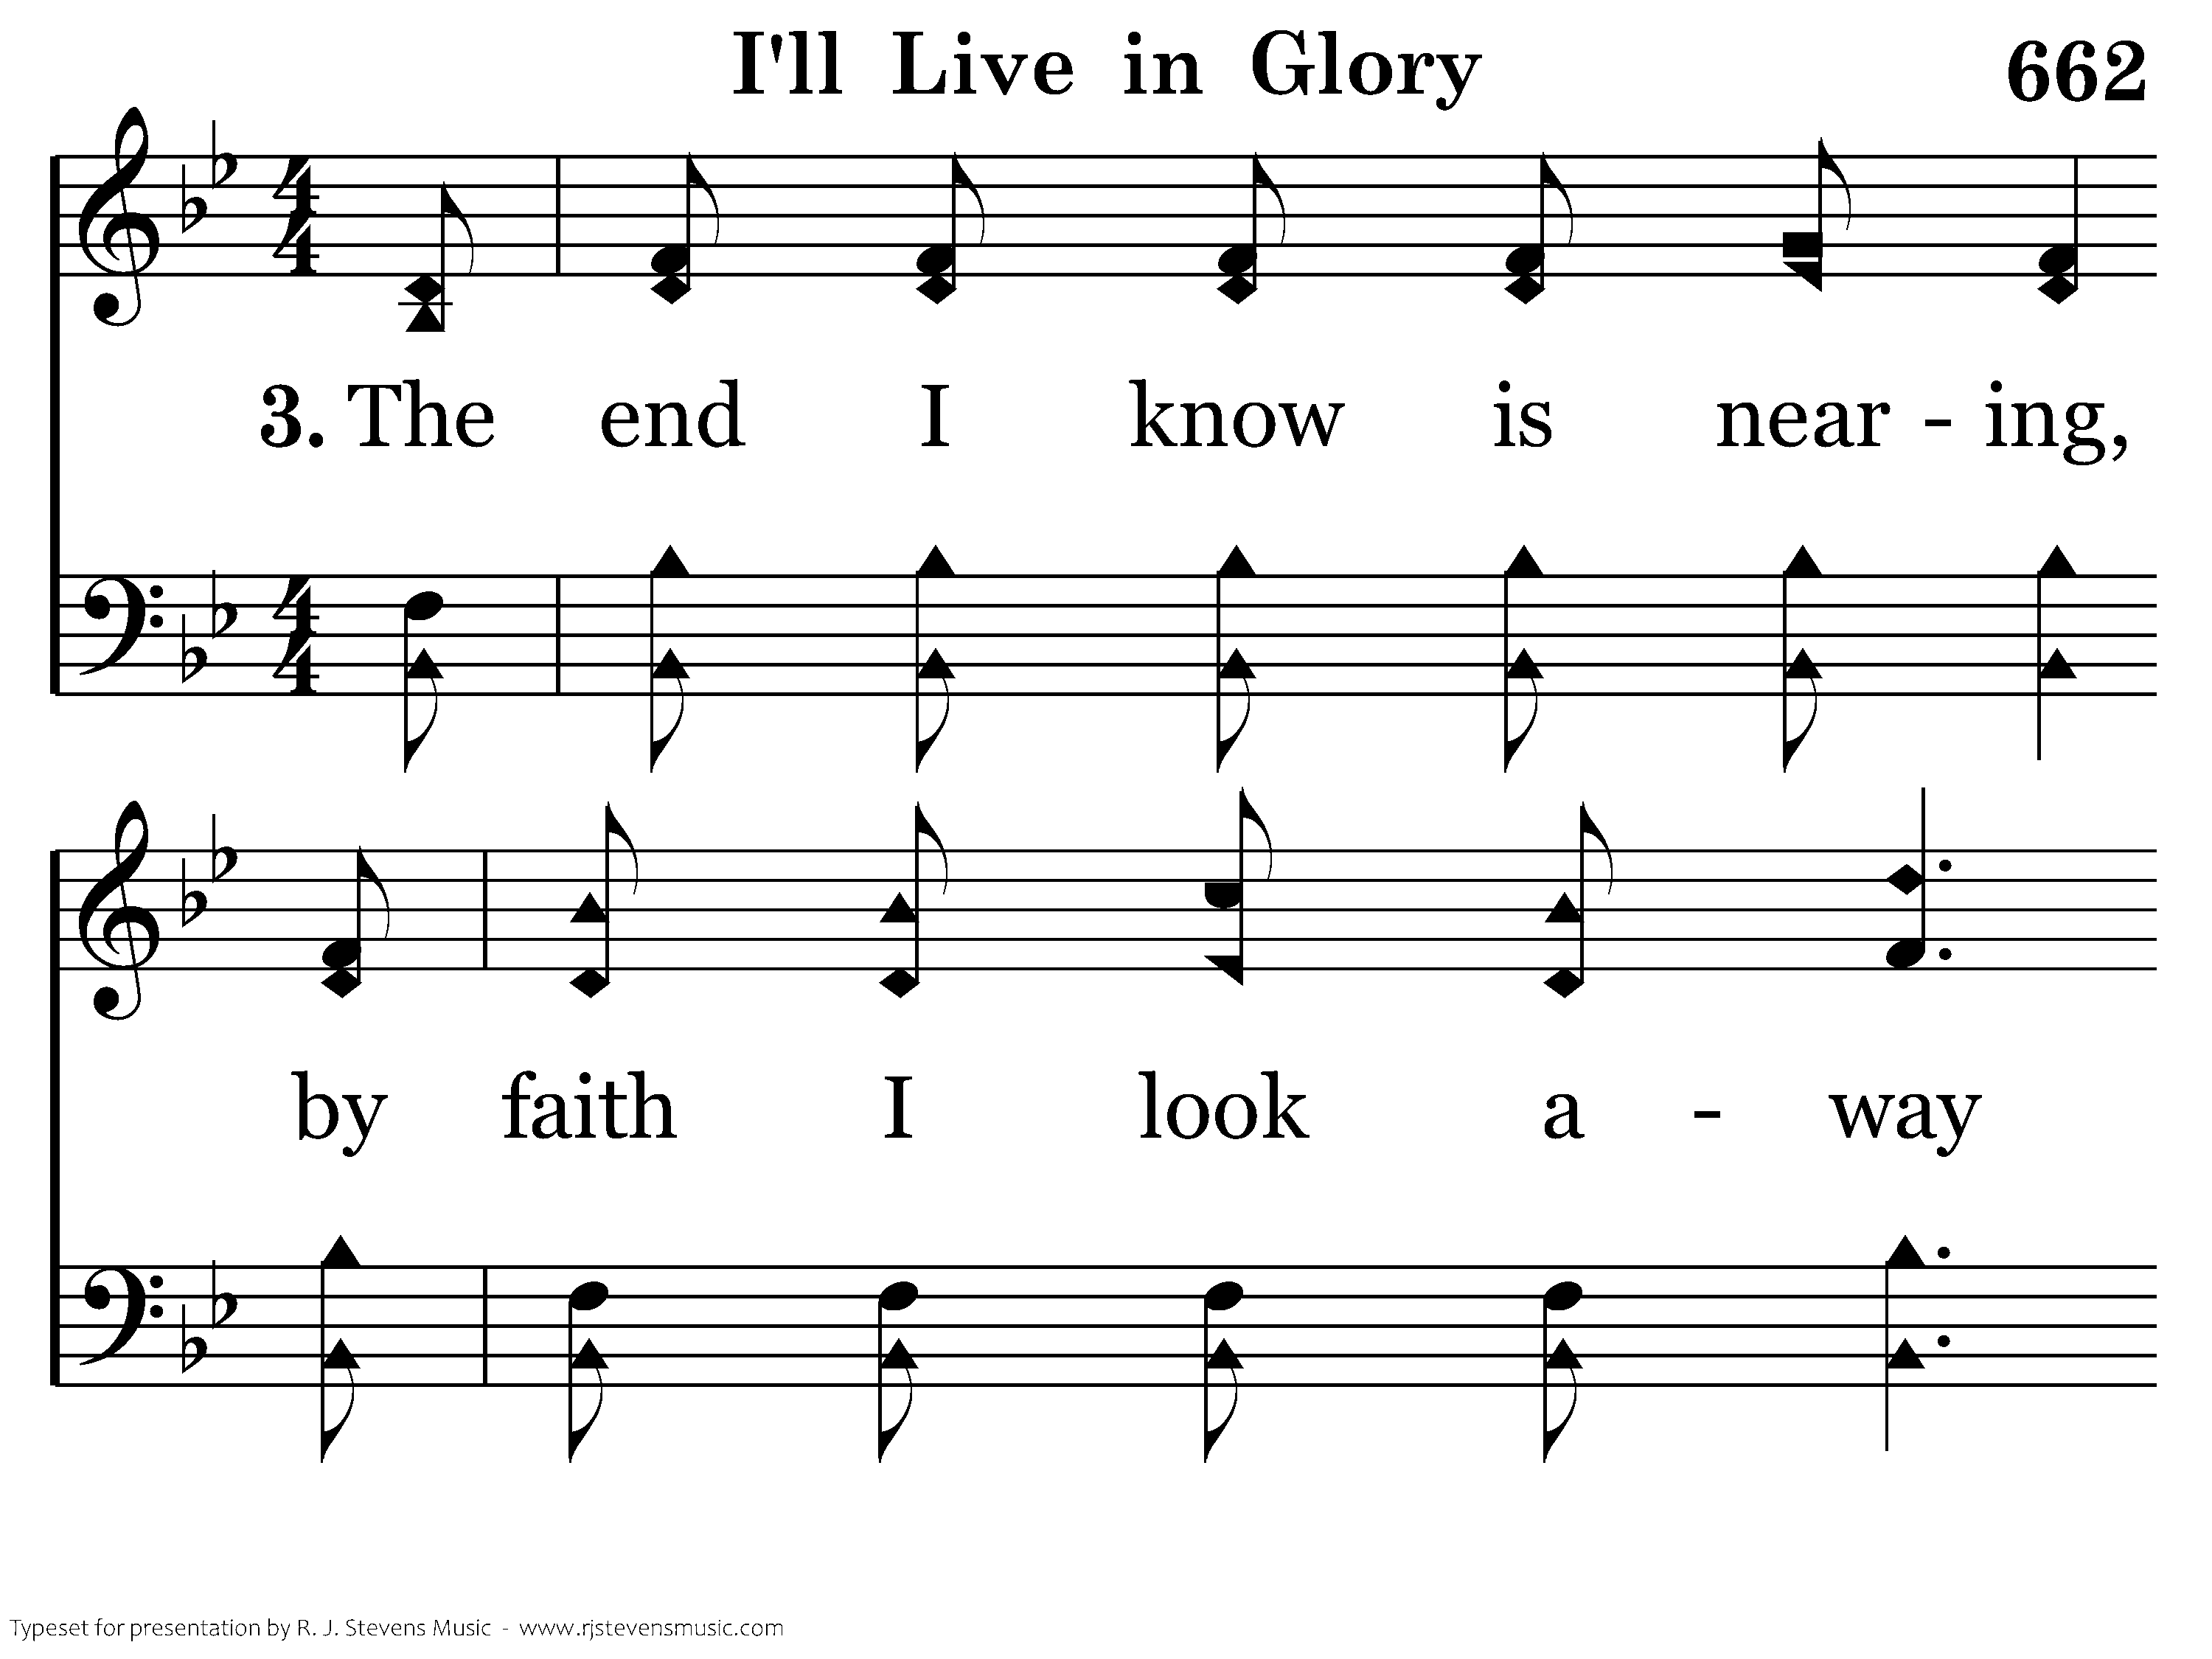 I'll Live in Glory 662
3. The end I know is near - ing,
by faith I look a - way
Typeset for presentation by R. J. Stevens Music - www.rjstevensmusic.com